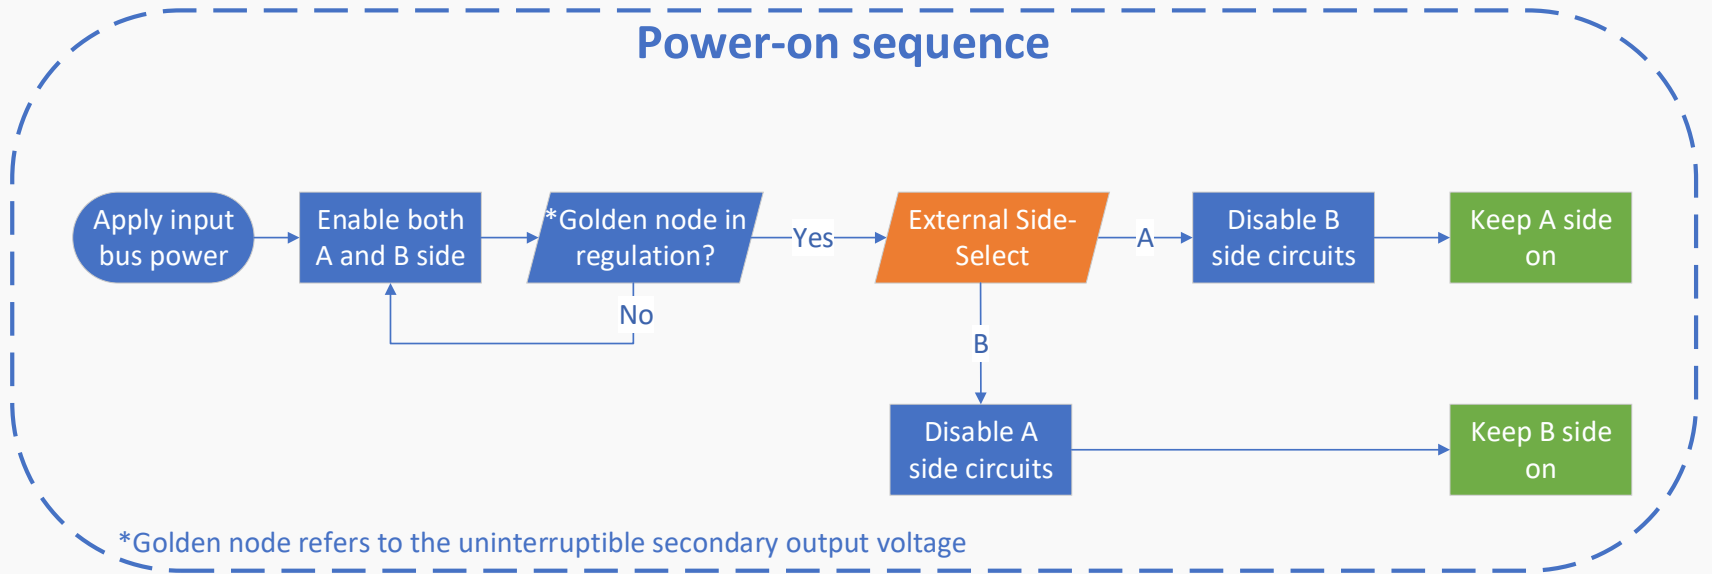 Power-on sequence
Apply input
bus power
Enable both
A and B side
*Golden node in
regulation?
Yes
No
External Side-
Select
A
B
Disable B
side circuits
Keep A side
on
Disable A
side circuits
Keep B side
on
*Golden node refers to the uninterruptible secondary output voltage